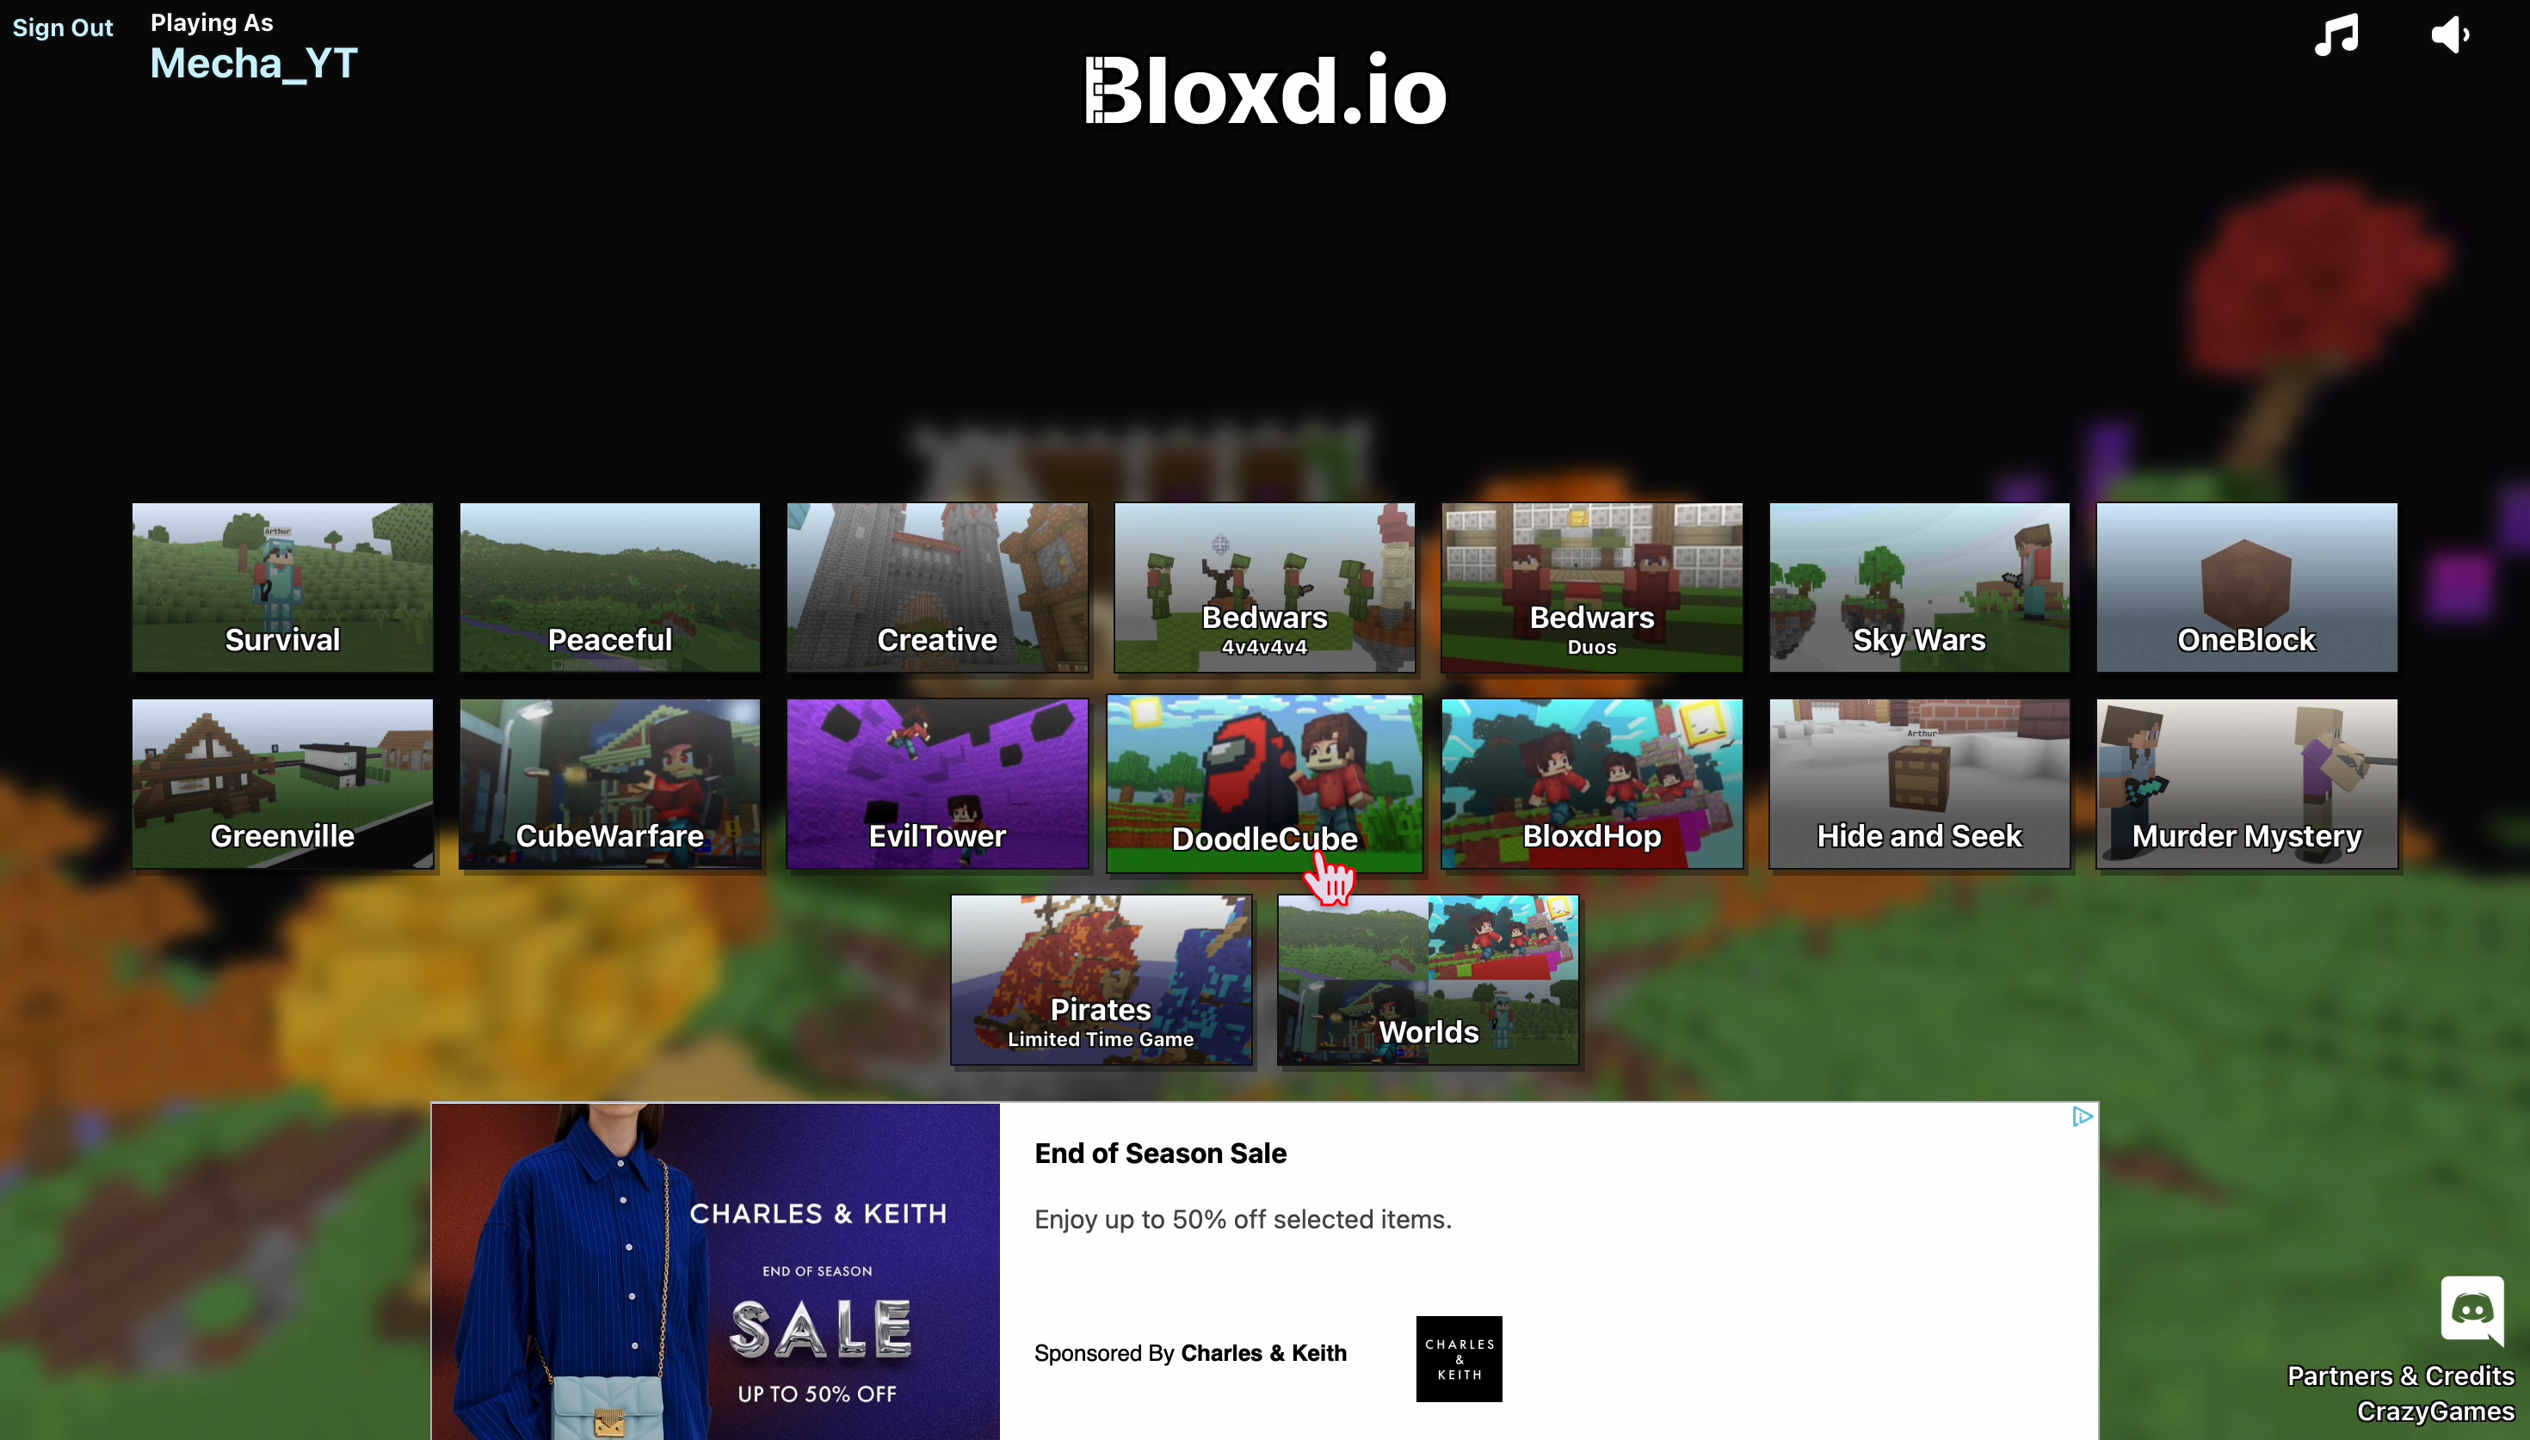 Sign Out
Playing As
Mecha_YT
Bloxd.io
Arthur
Survival
Peaceful
Creative
Bedwars
4v4v4v4
Bedwars
Duos
Sky Wars
OneBlock
Greenville
CubeWarfare
EvilTower
DoodleCube
BloxdHop
Arthur
Hide and Seek
Murder Mystery
Pirates
Limited Time Game
Worlds
CHARLES & KEITH
END OF SEASON
SALE
UP TO 50% OFF
End of Season Sale
Enjoy up to 50% off selected items.
Sponsored By Charles & Keith
CHARLES
&
KEITH
Partners & Credits
CrazyGames